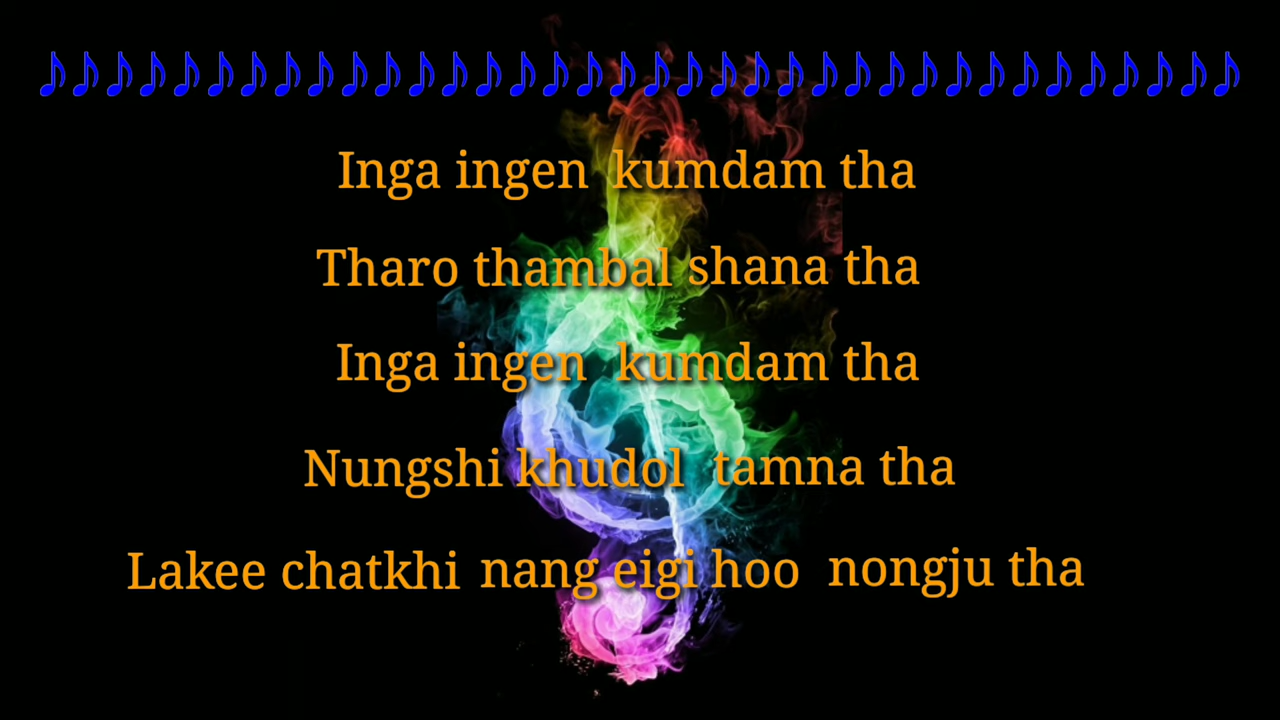 Inga ingen kumdam tha
Tharo thambal shana tha
Inga ingen kumdam tha
Nungshi khudol tamna tha
Lakee chatkhi nang eigi hoo nongju tha